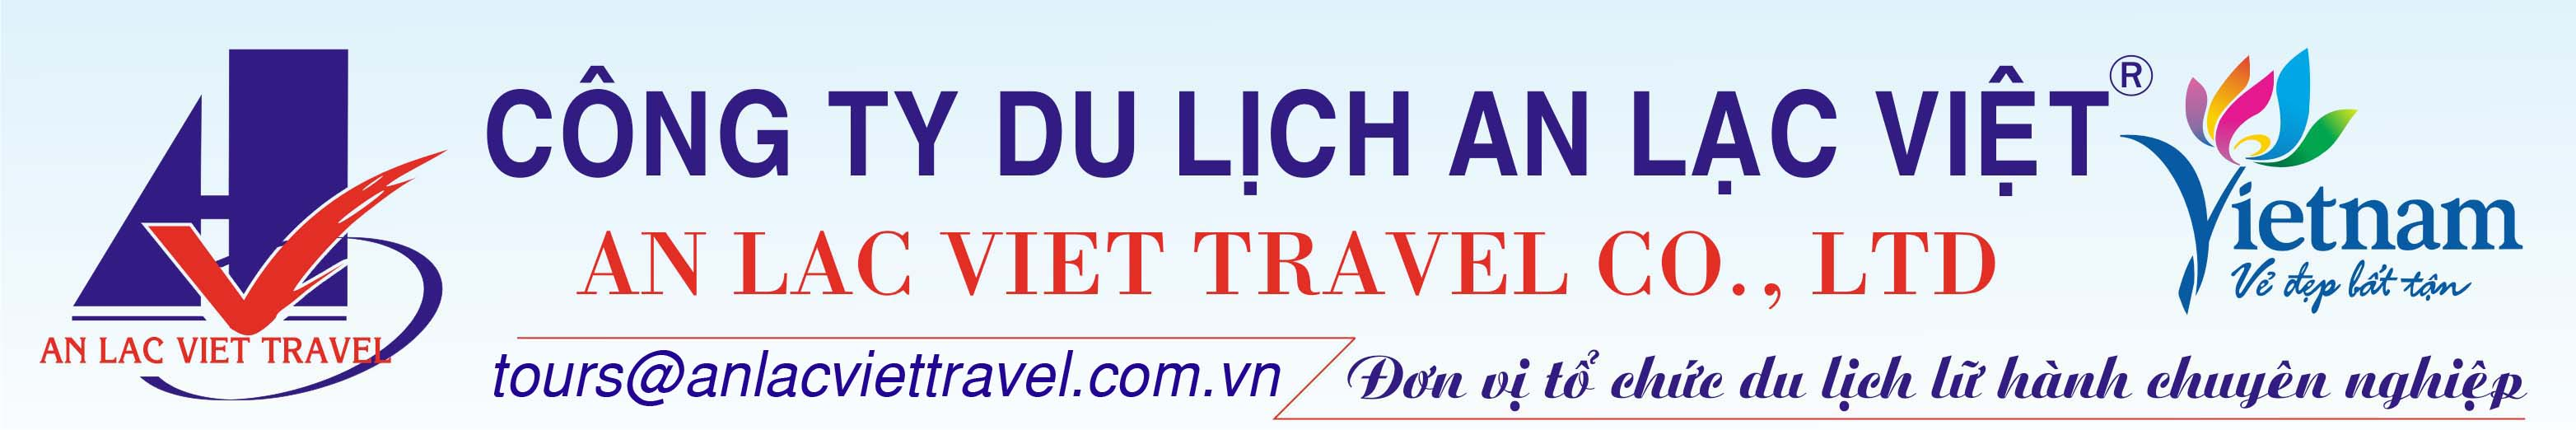 AN LAC VIET TRAVEL
CÔNG TY DU LỊCH AN LẠC VIỆT®
AN LAC VIET TRAVEL CO., LTD
tours@anlacviettravel.com.vn
Đơn vị tổ chức du lịch lữ hành chuyên nghiệp
Vietnam
Vẻ đẹp bất tận